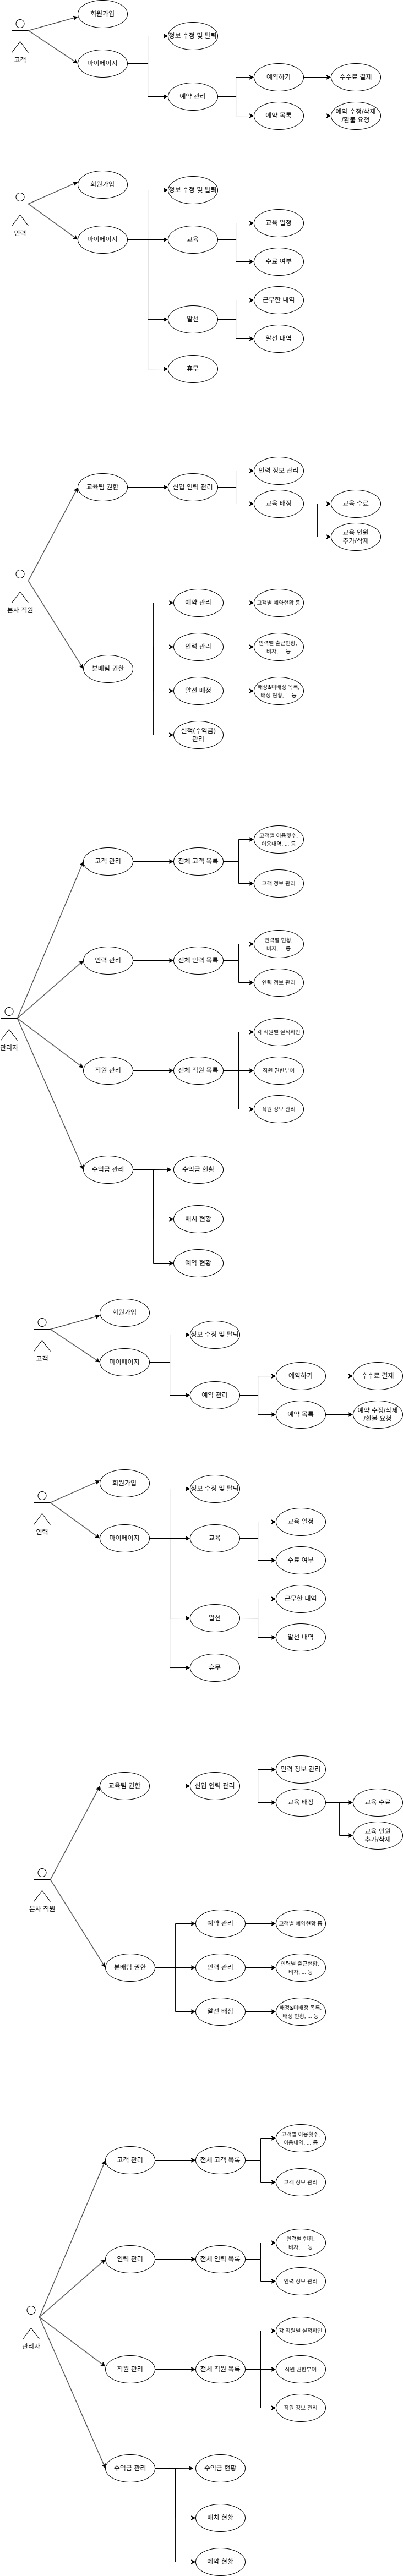 회원가입
고객
마이페이지
정보 수정 및 탈퇴
예약 관리
예약하기
수수료 결제
예약 목록
예약 수정/삭제
/환불 요청
회원가입
인력
마이페이지
정보 수정 및 탈퇴
교육
교육 일정
수료 여부
알선
근무한 내역
알선 내역
휴무
본사 직원
교육팀 권한
신입 인력 관리
인력 정보 관리
교육 배정
교육 수료
교육 인원
추가/삭제
분배팀 권한
예약 관리
고객별 예약현황 등
인력 관리
인력별 출근현황,
비자, ... 등
알선 배정
배정&미배정 목록,
배정 현황, ... 등
실적(수익금)
관리
관리자
고객 관리
전체 고객 목록
고객별 이용횟수,
이용내역, ... 등
고객 정보 관리
인력 관리
전체 인력 목록
인력별 현황,
비자, ... 등
인력 정보 관리
직원 관리
전체 직원 목록
각 직원별 실적확인
직원 권한부여
직원 정보 관리
수익금 관리
수익금 현황
배치 현황
예약 현황
회원가입
고객
마이페이지
정보 수정 및 탈퇴
예약 관리
예약하기
수수료 결제
예약 목록
예약 수정/삭제
/환불 요청
회원가입
인력
마이페이지
정보 수정 및 탈퇴
교육
교육 일정
수료 여부
알선
근무한 내역
알선 내역
휴무
본사 직원
교육팀 권한
신입 인력 관리
인력 정보 관리
교육 배정
교육 수료
교육 인원
추가/삭제
분배팀 권한
예약 관리
고객별 예약현황 등
인력 관리
인력별 출근현황,
비자, ... 등
알선 배정
배정&미배정 목록,
배정 현황, ... 등
관리자
고객 관리
전체 고객 목록
고객별 이용횟수,
이용내역, ... 등
고객 정보 관리
인력 관리
전체 인력 목록
인력별 현황,
비자, ... 등
인력 정보 관리
직원 관리
전체 직원 목록
각 직원별 실적확인
직원 권한부여
직원 정보 관리
수익금 관리
수익금 현황
배치 현황
예약 현황